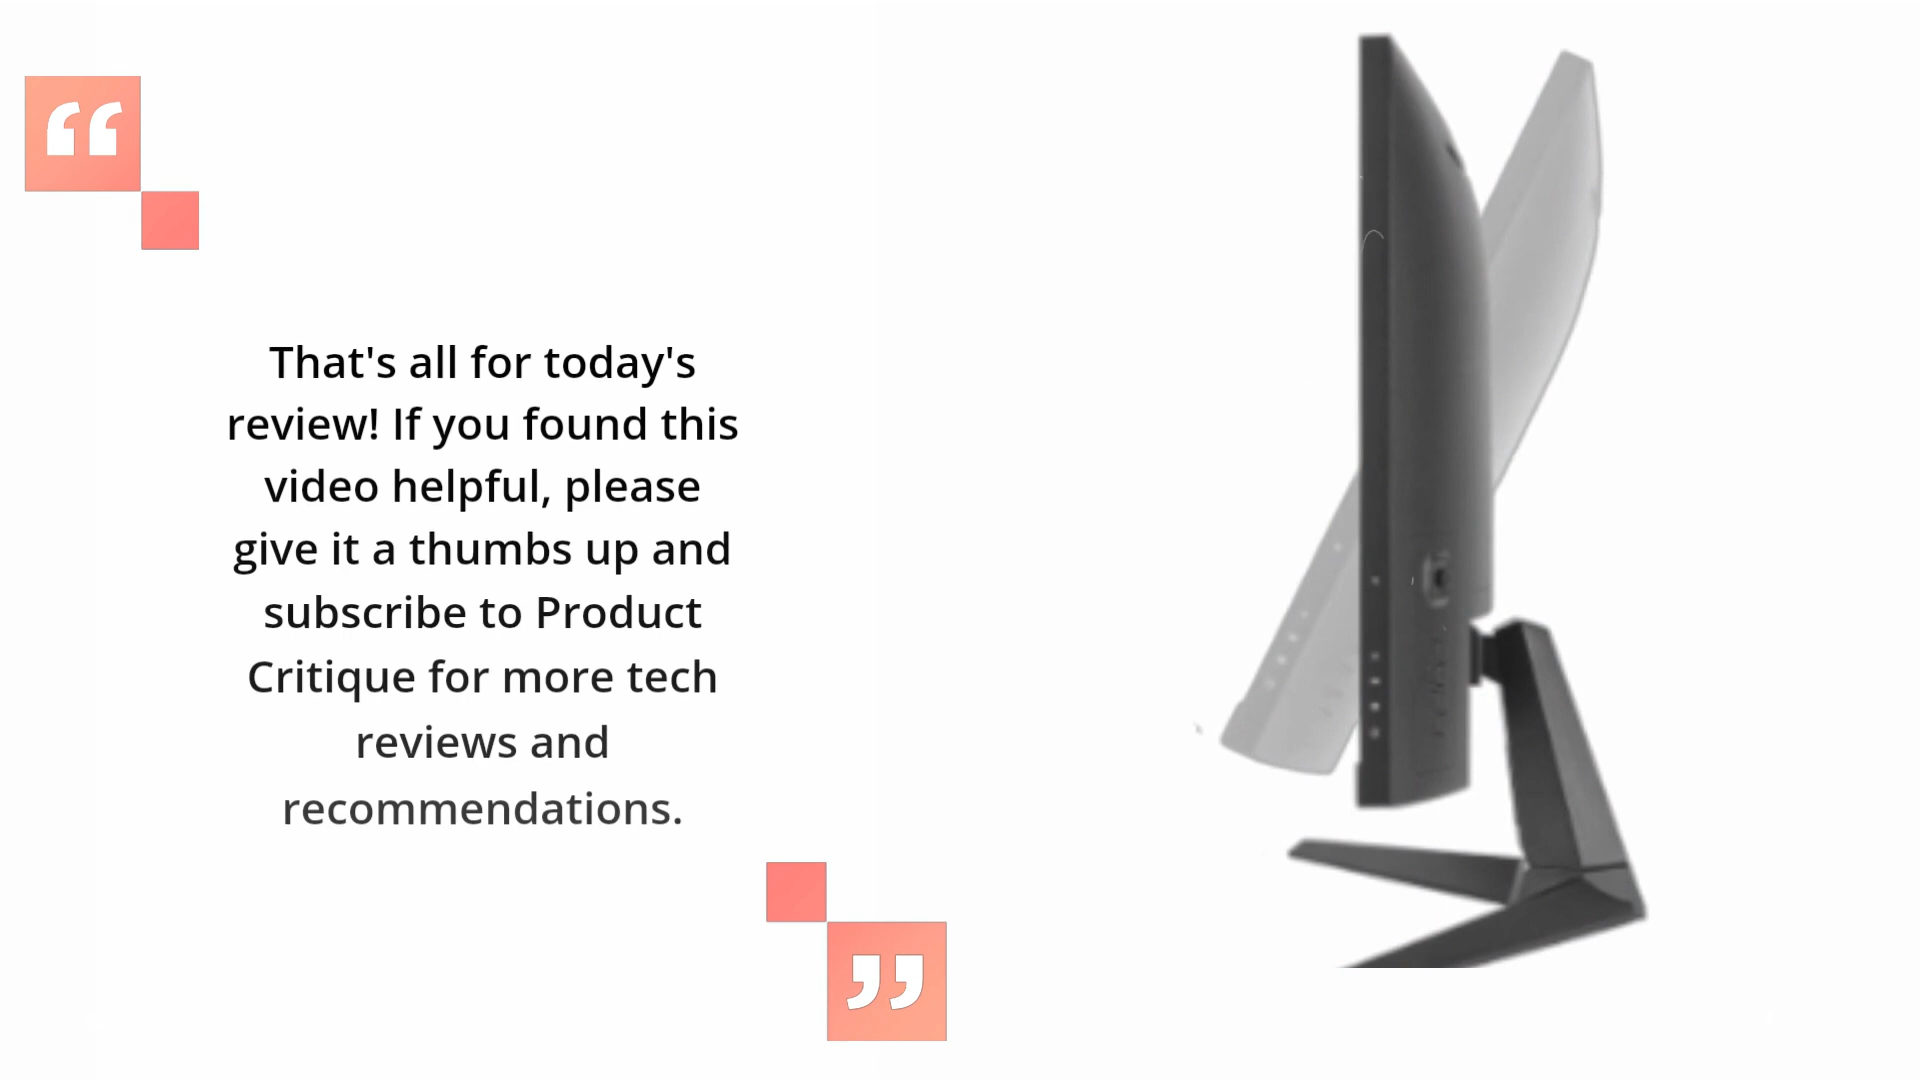 That's all for today's
review! If you found this
video helpful, please
give it a thumbs up and
subscribe to Product
Critique for more tech
reviews and
recommendations.